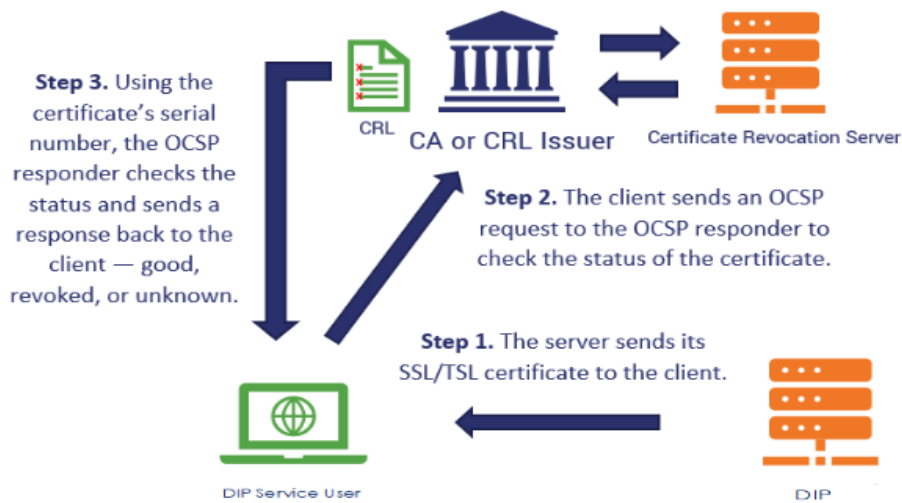 Step 3. Using the
certificate's serial
number, the OCSP
responder checks the
status and sends a
response back to the
client — good,
revoked, or unknown.
CRL
CA or CRL Issuer
Certificate Revocation Server
Step 2. The client sends an OCSP
request to the OCSP responder to
check the status of the certificate.
Step 1. The server sends its
SSL/TSL certificate to the client.
DIP Service User
DIP